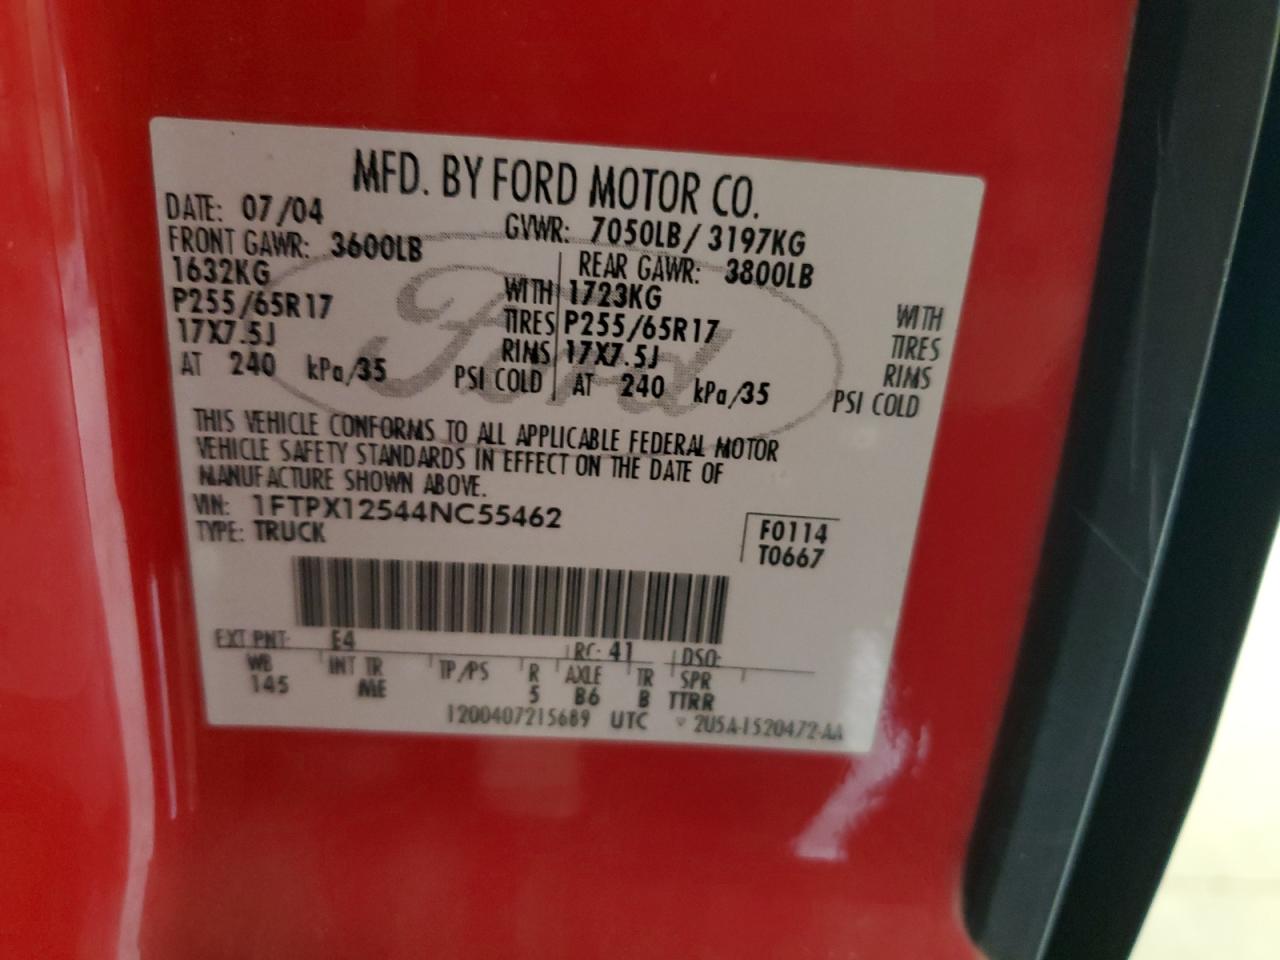 MFD. BY FORD MOTOR CO.
DATE: 07/04 GVWR: 7050LB/ 3197KG
FRONT GAWR: 3600LB REAR GAWR: 3800LB
1632KG WITH 1723KG WITH
P255/65R17 TIRES P255/65R17 TIRES
17X7.5J RIMS 17X7.5J RIMS
AT 240 kPa/35 PSI COLD AT 240 kPa/35 PSI COLD
Ford
THIS VEHICLE CONFORMS TO ALL APPLICABLE FEDERAL MOTOR
VEHICLE SAFETY STANDARDS IN EFFECT ON THE DATE OF
MANUFACTURE SHOWN ABOVE.
VIN: 1FTPX12544NC55462
TYPE: TRUCK
F0114
T0667
EXT PNT: E4 RC: 41 DSO:
WB INT TR TP/PS R AXLE TR SPR
145 ME 5 B6 B TTRR
1200407215689 UTC 2U5A-1520472-AA